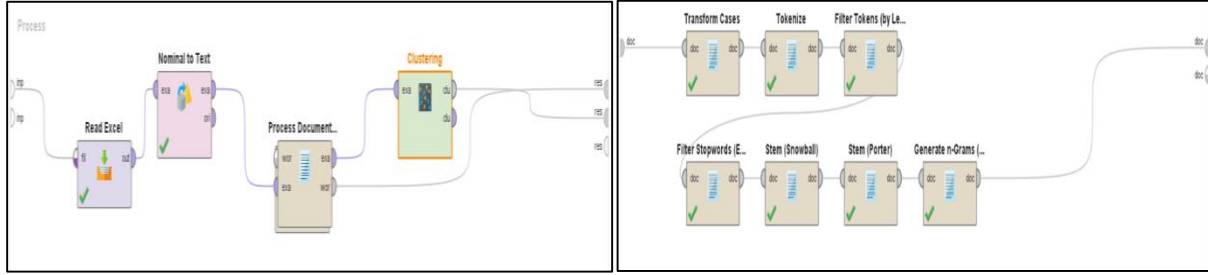 Process
Nominal to Text
exa
exa
ori
Clustering
exa
clu
clu
inp
inp
res
res
res
Read Excel
fil
out
Process Document...
wor
exa
exa
wor
Transform Cases
Tokenize
Filter Tokens (by Le...
doc
doc
doc
doc
doc
doc
doc
doc
doc
Filter Stopwords (E...
Stem (Snowball)
Stem (Porter)
Generate n-Grams (...
doc
doc
doc
doc
doc
doc
doc
doc